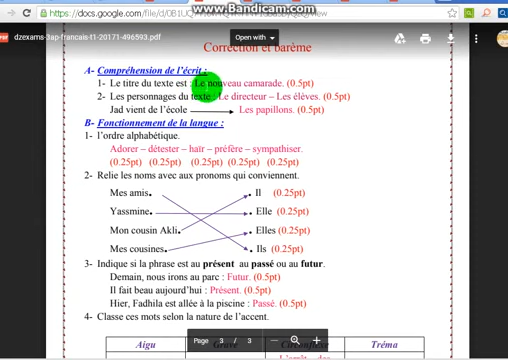 www.Bandicam.com
https://docs.google.com/file/d/0B1U
dzexams-3ap-francais-t1-20171-496593.pdf
Open with
Correction et barème
A- Compréhension de l'écrit :
1- Le titre du texte est : Le nouveau camarade. (0.5pt)
2- Les personnages du texte : Le directeur – Les élèves. (0.5pt)
Jad vient de l'école Les papillons. (0.5pt)
B- Fonctionnement de la langue :
1- l'ordre alphabétique.
Adorer – détester – haïr – préfère – sympathiser.
(0.25pt) (0.25pt) (0.25pt) (0.25pt) (0.25pt)
2- Relie les noms avec aux pronoms qui conviennent.
Mes amis. . Il (0.25pt)
Yassmine. . Elle (0.25pt)
Mon cousin Akli. . Elles (0.25pt)
Mes cousines. . Ils (0.25pt)
3- Indique si la phrase est au présent au passé ou au futur.
Demain, nous irons au parc : Futur. (0.5pt)
Il fait beau aujourd'hui : Présent. (0.5pt)
Hier, Fadhila est allée à la piscine : Passé. (0.5pt)
4- Classe ces mots selon la nature de l'accent.
Page 3 / 3
Aigu Grave Circonflexe Tréma